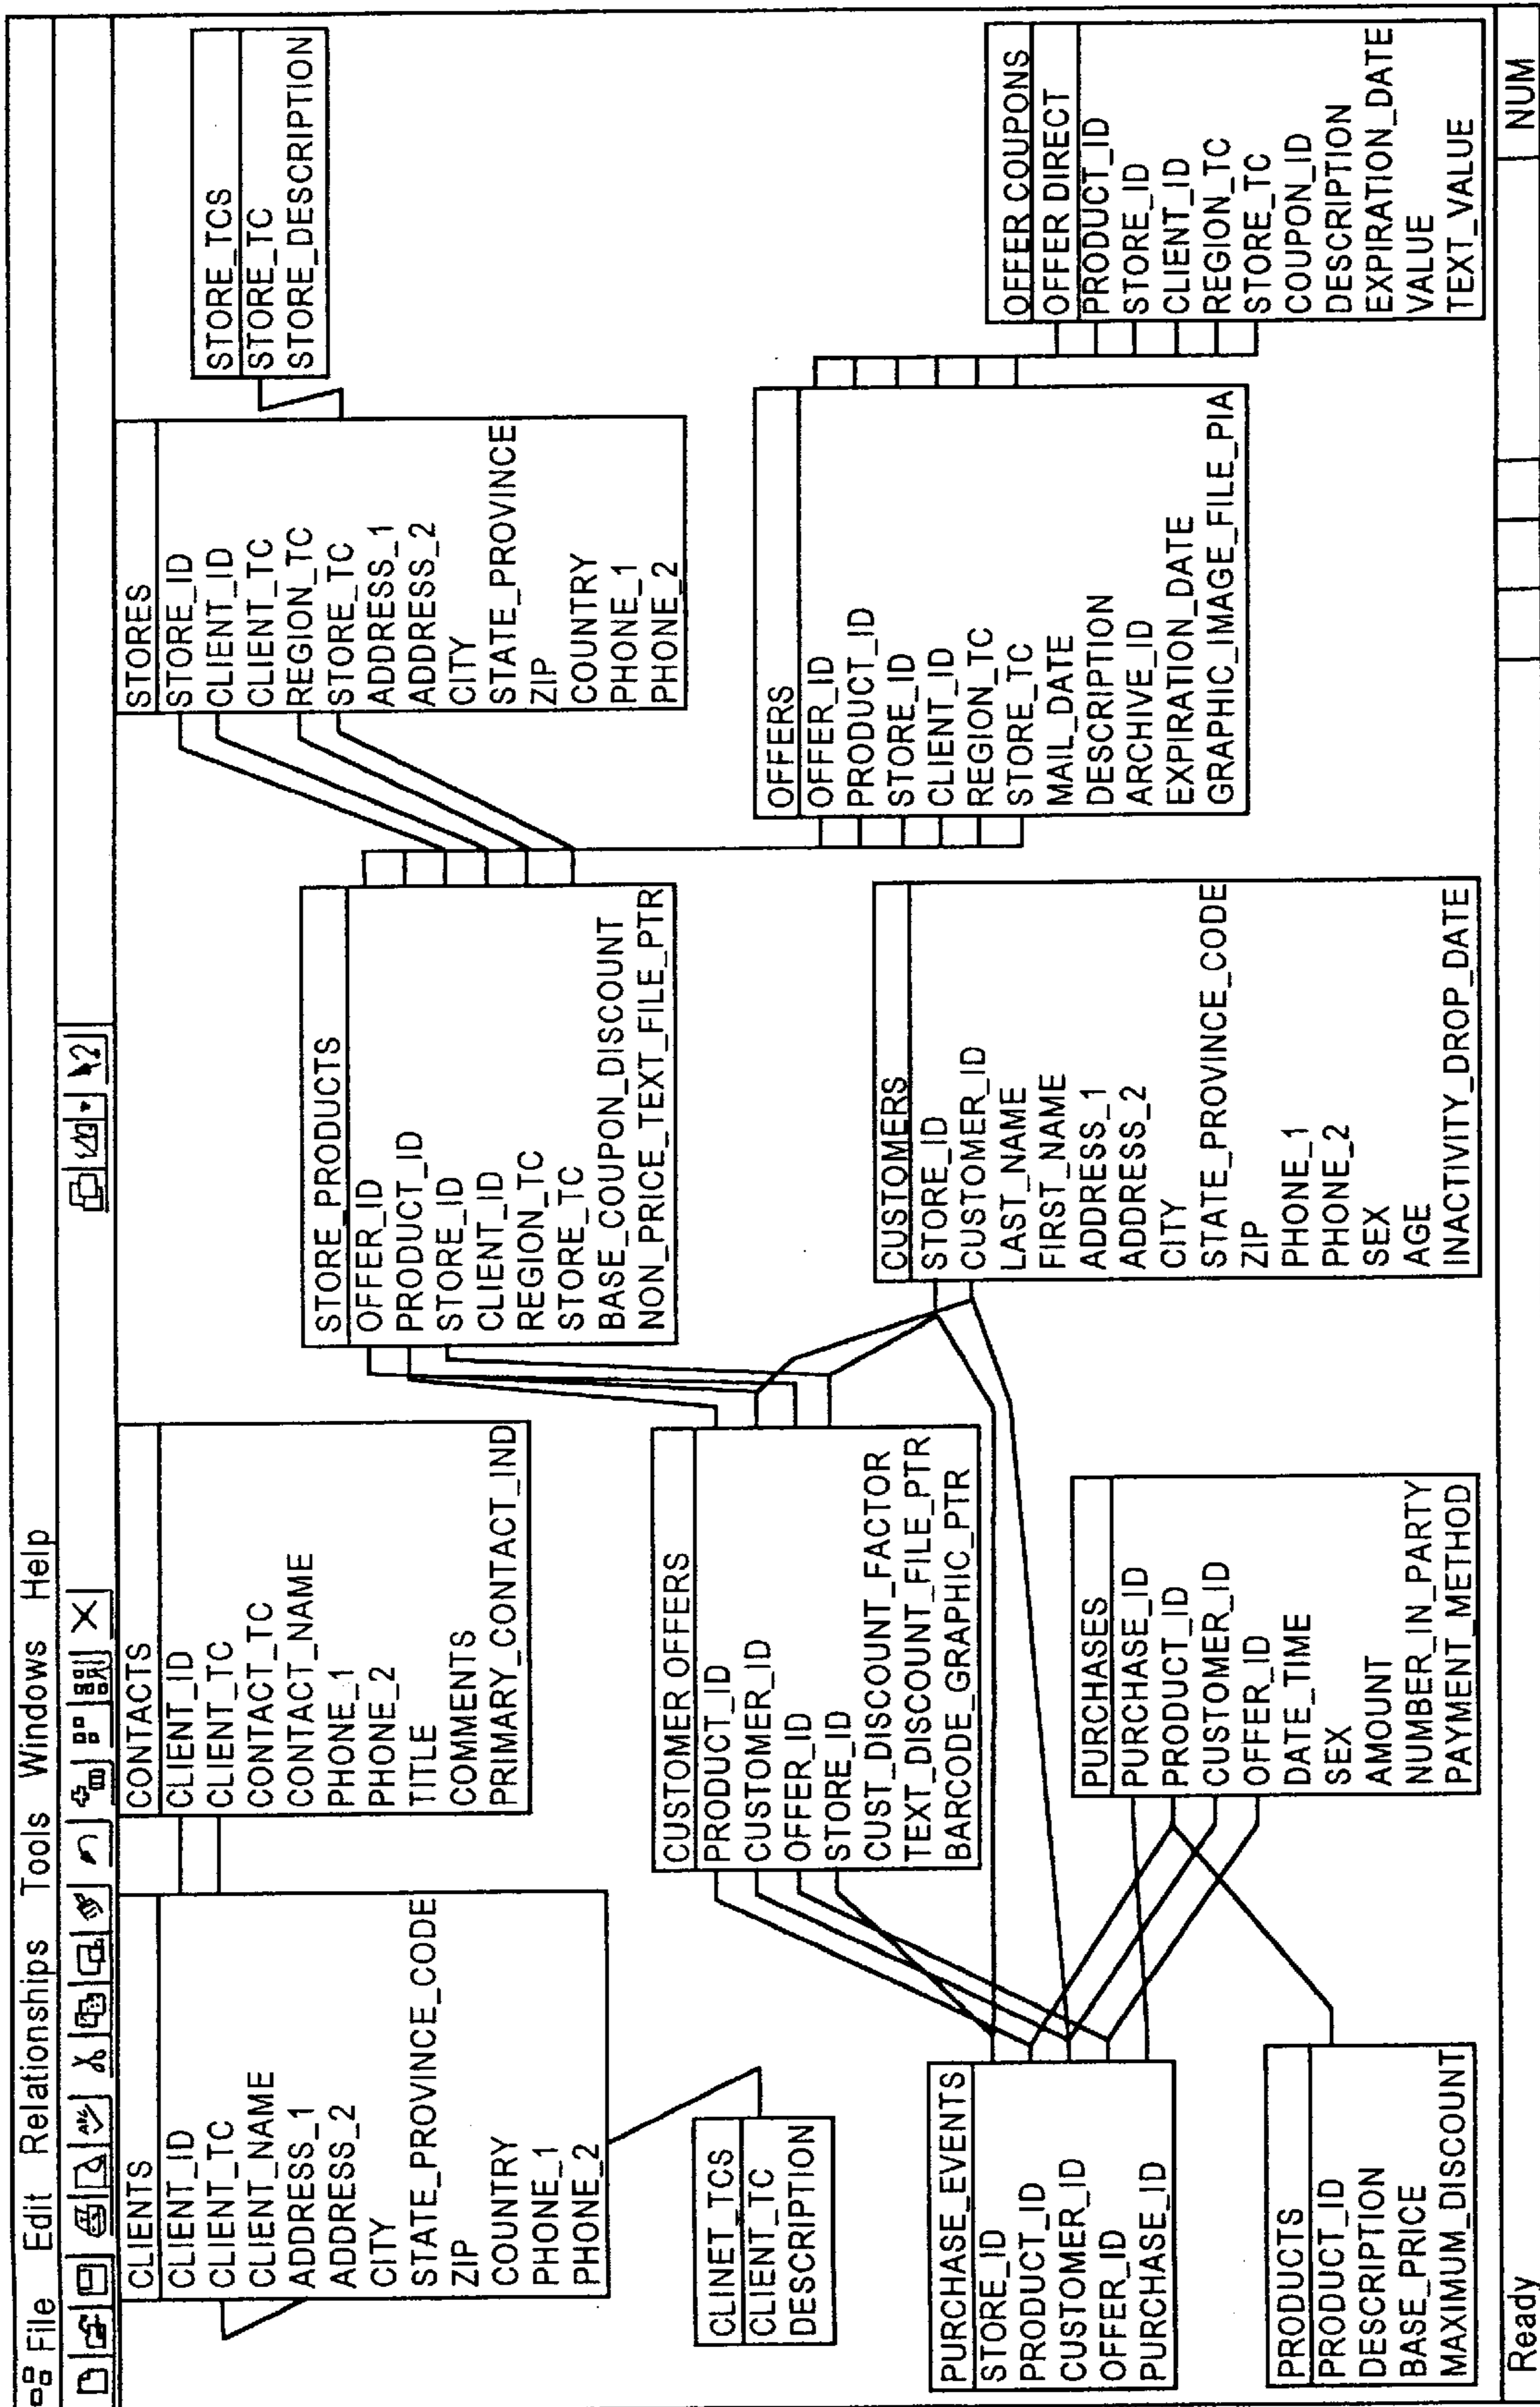 File Edit Relationships Tools Windows Help
CLIENTS
CLIENT_ID
CLIENT_TC
CLIENT_NAME
ADDRESS_1
ADDRESS_2
CITY
STATE_PROVINCE_CODE
ZIP
COUNTRY
PHONE_1
PHONE_2
CONTACTS
CLIENT_ID
CLIENT_TC
CONTACT_TC
CONTACT_NAME
PHONE_1
PHONE_2
TITLE
COMMENTS
PRIMARY_CONTACT_IND
STORE_PRODUCTS
OFFER_ID
PRODUCT_ID
STORE_ID
CLIENT_ID
REGION_TC
STORE_TC
BASE_COUPON_DISCOUNT
NON_PRICE_TEXT_FILE_PTR
STORES
STORE_ID
CLIENT_ID
CLIENT_TC
REGION_TC
STORE_TC
ADDRESS_1
ADDRESS_2
CITY
STATE_PROVINCE
ZIP
COUNTRY
PHONE_1
PHONE_2
STORE_TCS
STORE_TC
STORE_DESCRIPTION
CLINET_TCS
CLIENT_TC
DESCRIPTION
CUSTOMER OFFERS
PRODUCT_ID
CUSTOMER_ID
OFFER_ID
STORE_ID
CUST_DISCOUNT_FACTOR
TEXT_DISCOUNT_FILE_PTR
BARCODE_GRAPHIC_PTR
OFFERS
OFFER_ID
PRODUCT_ID
STORE_ID
CLIENT_ID
REGION_TC
STORE_TC
MAIL_DATE
DESCRIPTION
ARCHIVE_ID
EXPIRATION_DATE
GRAPHIC_IMAGE_FILE_PIA
PURCHASE_EVENTS
STORE_ID
PRODUCT_ID
CUSTOMER_ID
OFFER_ID
PURCHASE_ID
PURCHASES
PURCHASE_ID
PRODUCT_ID
CUSTOMER_ID
OFFER_ID
DATE_TIME
SEX
AMOUNT
NUMBER_IN_PARTY
PAYMENT_METHOD
CUSTOMERS
STORE_ID
CUSTOMER_ID
LAST_NAME
FIRST_NAME
ADDRESS_1
ADDRESS_2
CITY
STATE_PROVINCE_CODE
ZIP
PHONE_1
PHONE_2
SEX
AGE
INACTIVITY_DROP_DATE
OFFER COUPONS
OFFER DIRECT
PRODUCT_ID
STORE_ID
CLIENT_ID
REGION_TC
STORE_TC
COUPON_ID
DESCRIPTION
EXPIRATION_DATE
VALUE
TEXT_VALUE
PRODUCTS
PRODUCT_ID
DESCRIPTION
BASE_PRICE
MAXIMUM_DISCOUNT
Ready
NUM